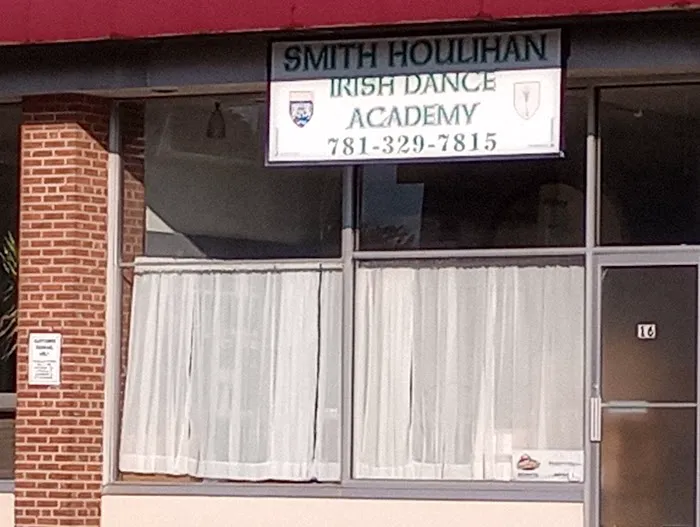 SMITH HOULIHAN
IRISH DANCE
ACADEMY
781-329-7815
16